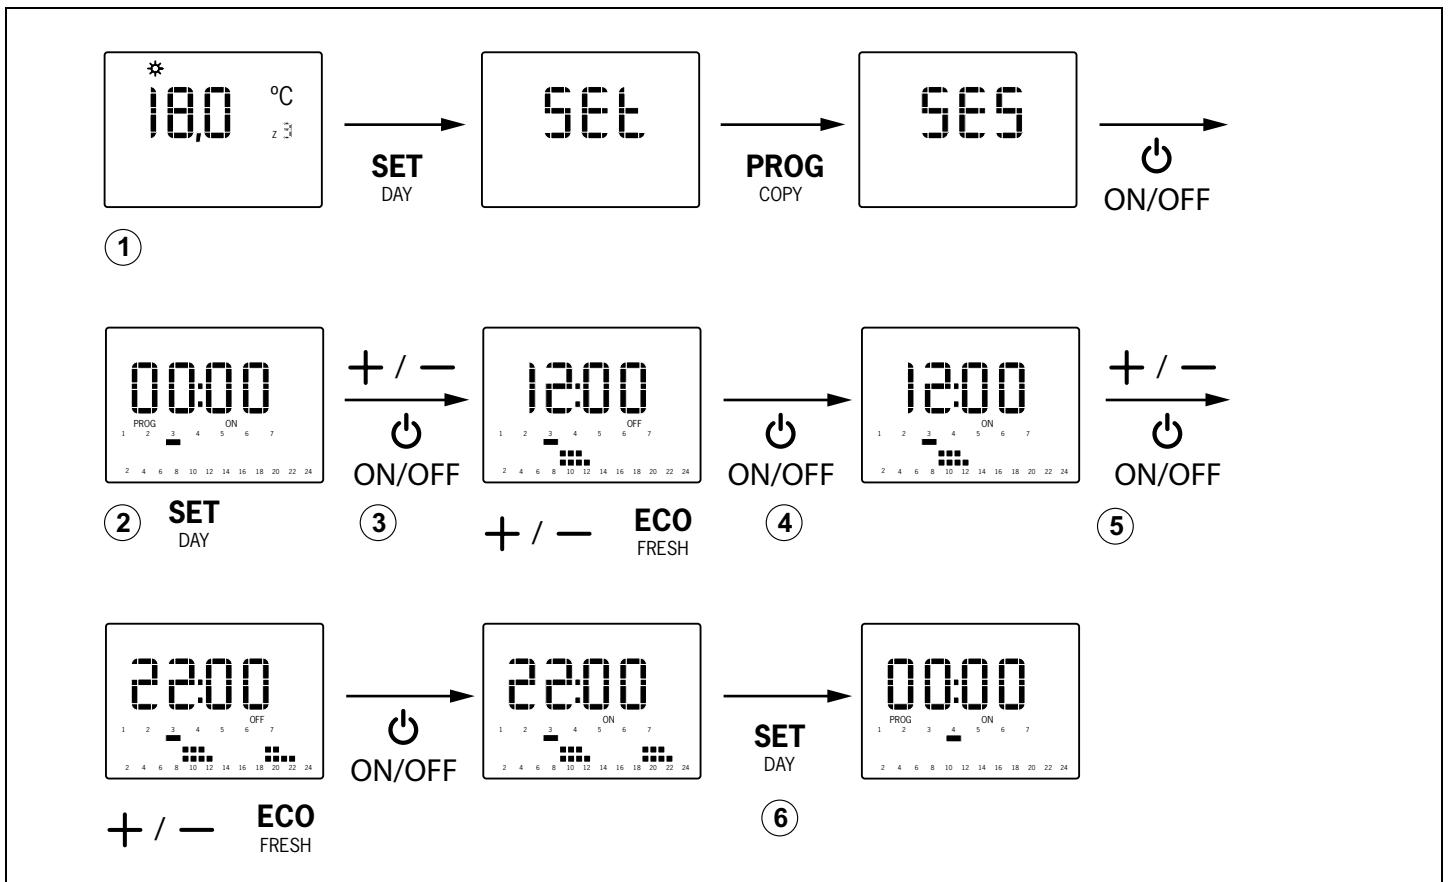 18,0 °C
z 3
SET
DAY
SEt
PROG
COPY
SES
ON/OFF
1
00:00
PROG ON
1 2 3 4 5 6 7
2 4 6 8 10 12 14 16 18 20 22 24
2
SET
DAY
+ / −
ON/OFF
3
12:00
OFF
1 2 3 4 5 6 7
2 4 6 8 10 12 14 16 18 20 22 24
+ / − ECO
FRESH
ON/OFF
4
12:00
ON
1 2 3 4 5 6 7
2 4 6 8 10 12 14 16 18 20 22 24
+ / −
ON/OFF
5
22:00
OFF
1 2 3 4 5 6 7
2 4 6 8 10 12 14 16 18 20 22 24
+ / − ECO
FRESH
ON/OFF
22:00
ON
1 2 3 4 5 6 7
2 4 6 8 10 12 14 16 18 20 22 24
SET
DAY
6
00:00
PROG ON
1 2 3 4 5 6 7
2 4 6 8 10 12 14 16 18 20 22 24